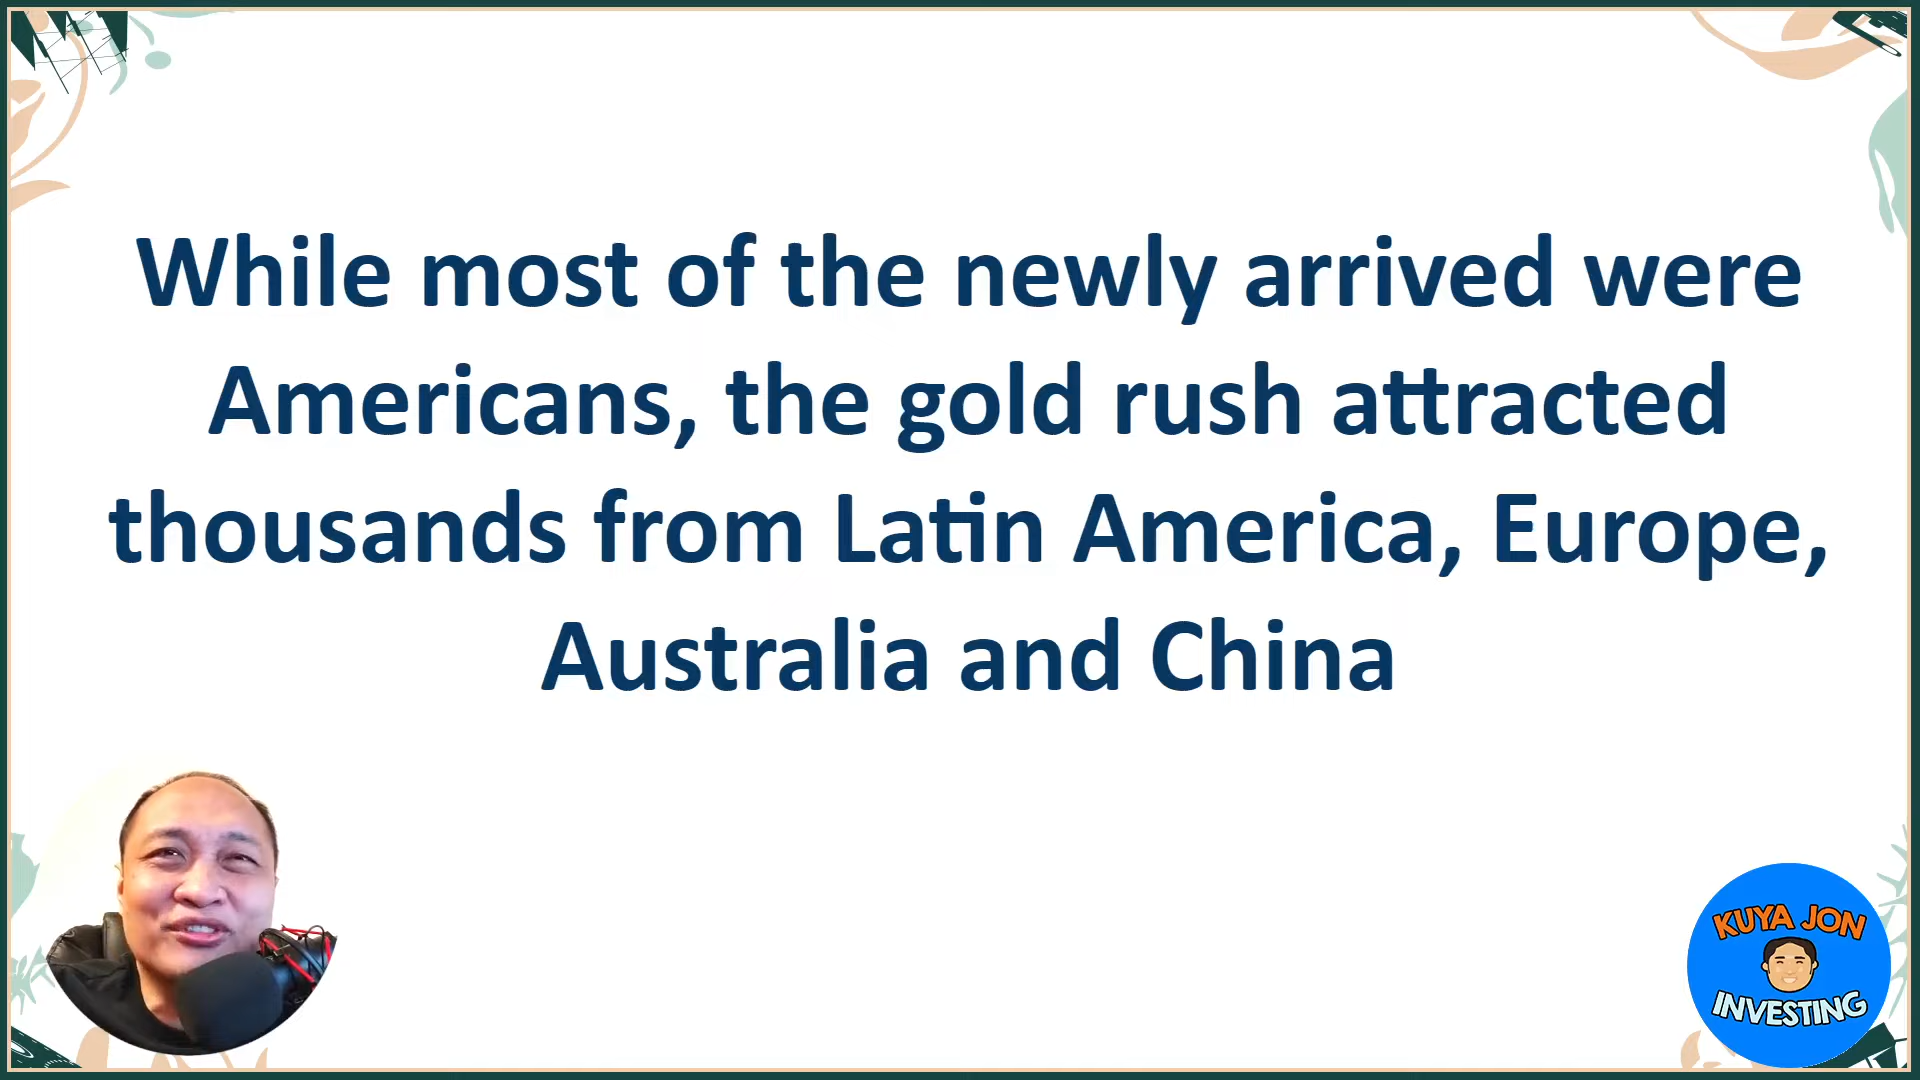 While most of the newly arrived were
Americans, the gold rush attracted
thousands from Latin America, Europe,
Australia and China
KUYA JON
INVESTING